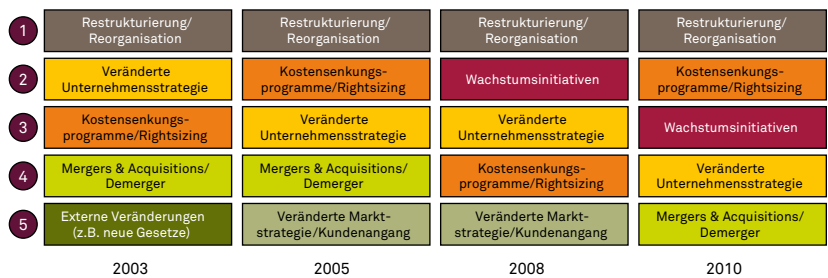 1
Restrukturierung/
Reorganisation
Restrukturierung/
Reorganisation
Restrukturierung/
Reorganisation
Restrukturierung/
Reorganisation
2
Veränderte
Unternehmensstrategie
Kostensenkungs-
programme/Rightsizing
Wachstumsinitiativen
Kostensenkungs-
programme/Rightsizing
3
Kostensenkungs-
programme/Rightsizing
Veränderte
Unternehmensstrategie
Veränderte
Unternehmensstrategie
Wachstumsinitiativen
4
Mergers & Acquisitions/
Demerger
Mergers & Acquisitions/
Demerger
Kostensenkungs-
programme/Rightsizing
Veränderte
Unternehmensstrategie
5
Externe Veränderungen
(z.B. neue Gesetze)
Veränderte Markt-
strategie/Kundenangang
Veränderte Markt-
strategie/Kundenangang
Mergers & Acquisitions/
Demerger
2003
2005
2008
2010